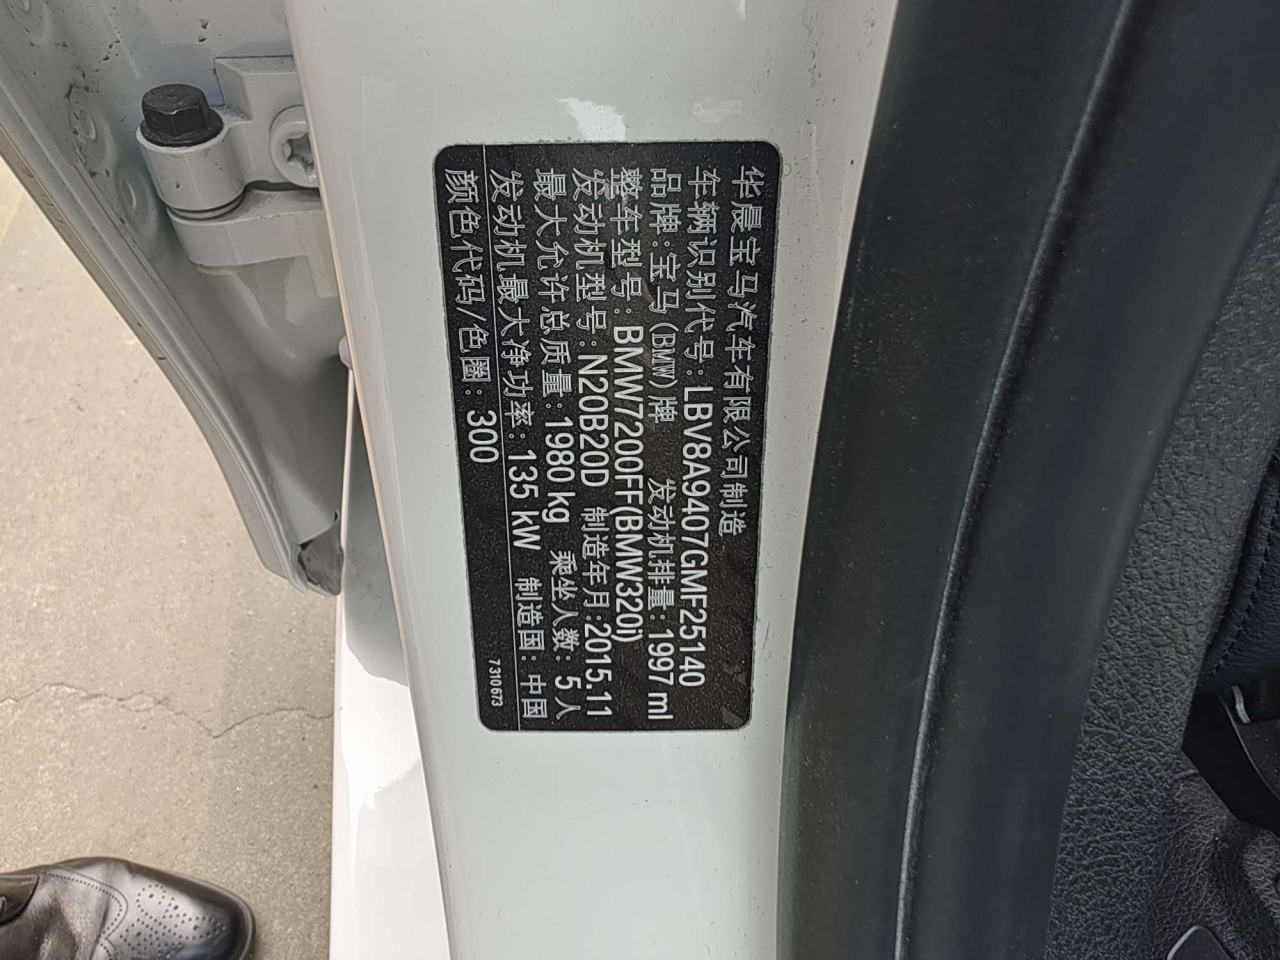 华晨宝马汽车有限公司制造
车辆识别代号:LBV8A9407GMF25140
品牌:宝马(BMW)牌 发动机排量:1997 ml
整车型号:BMW7200FF(BMW320i)
发动机型号:N20B20D 制造年月:2015.11
最大允许总质量:1980 kg 乘坐人数:5人
发动机最大净功率:135 kW 制造国:中国
颜色代码/色圈:300
7310673